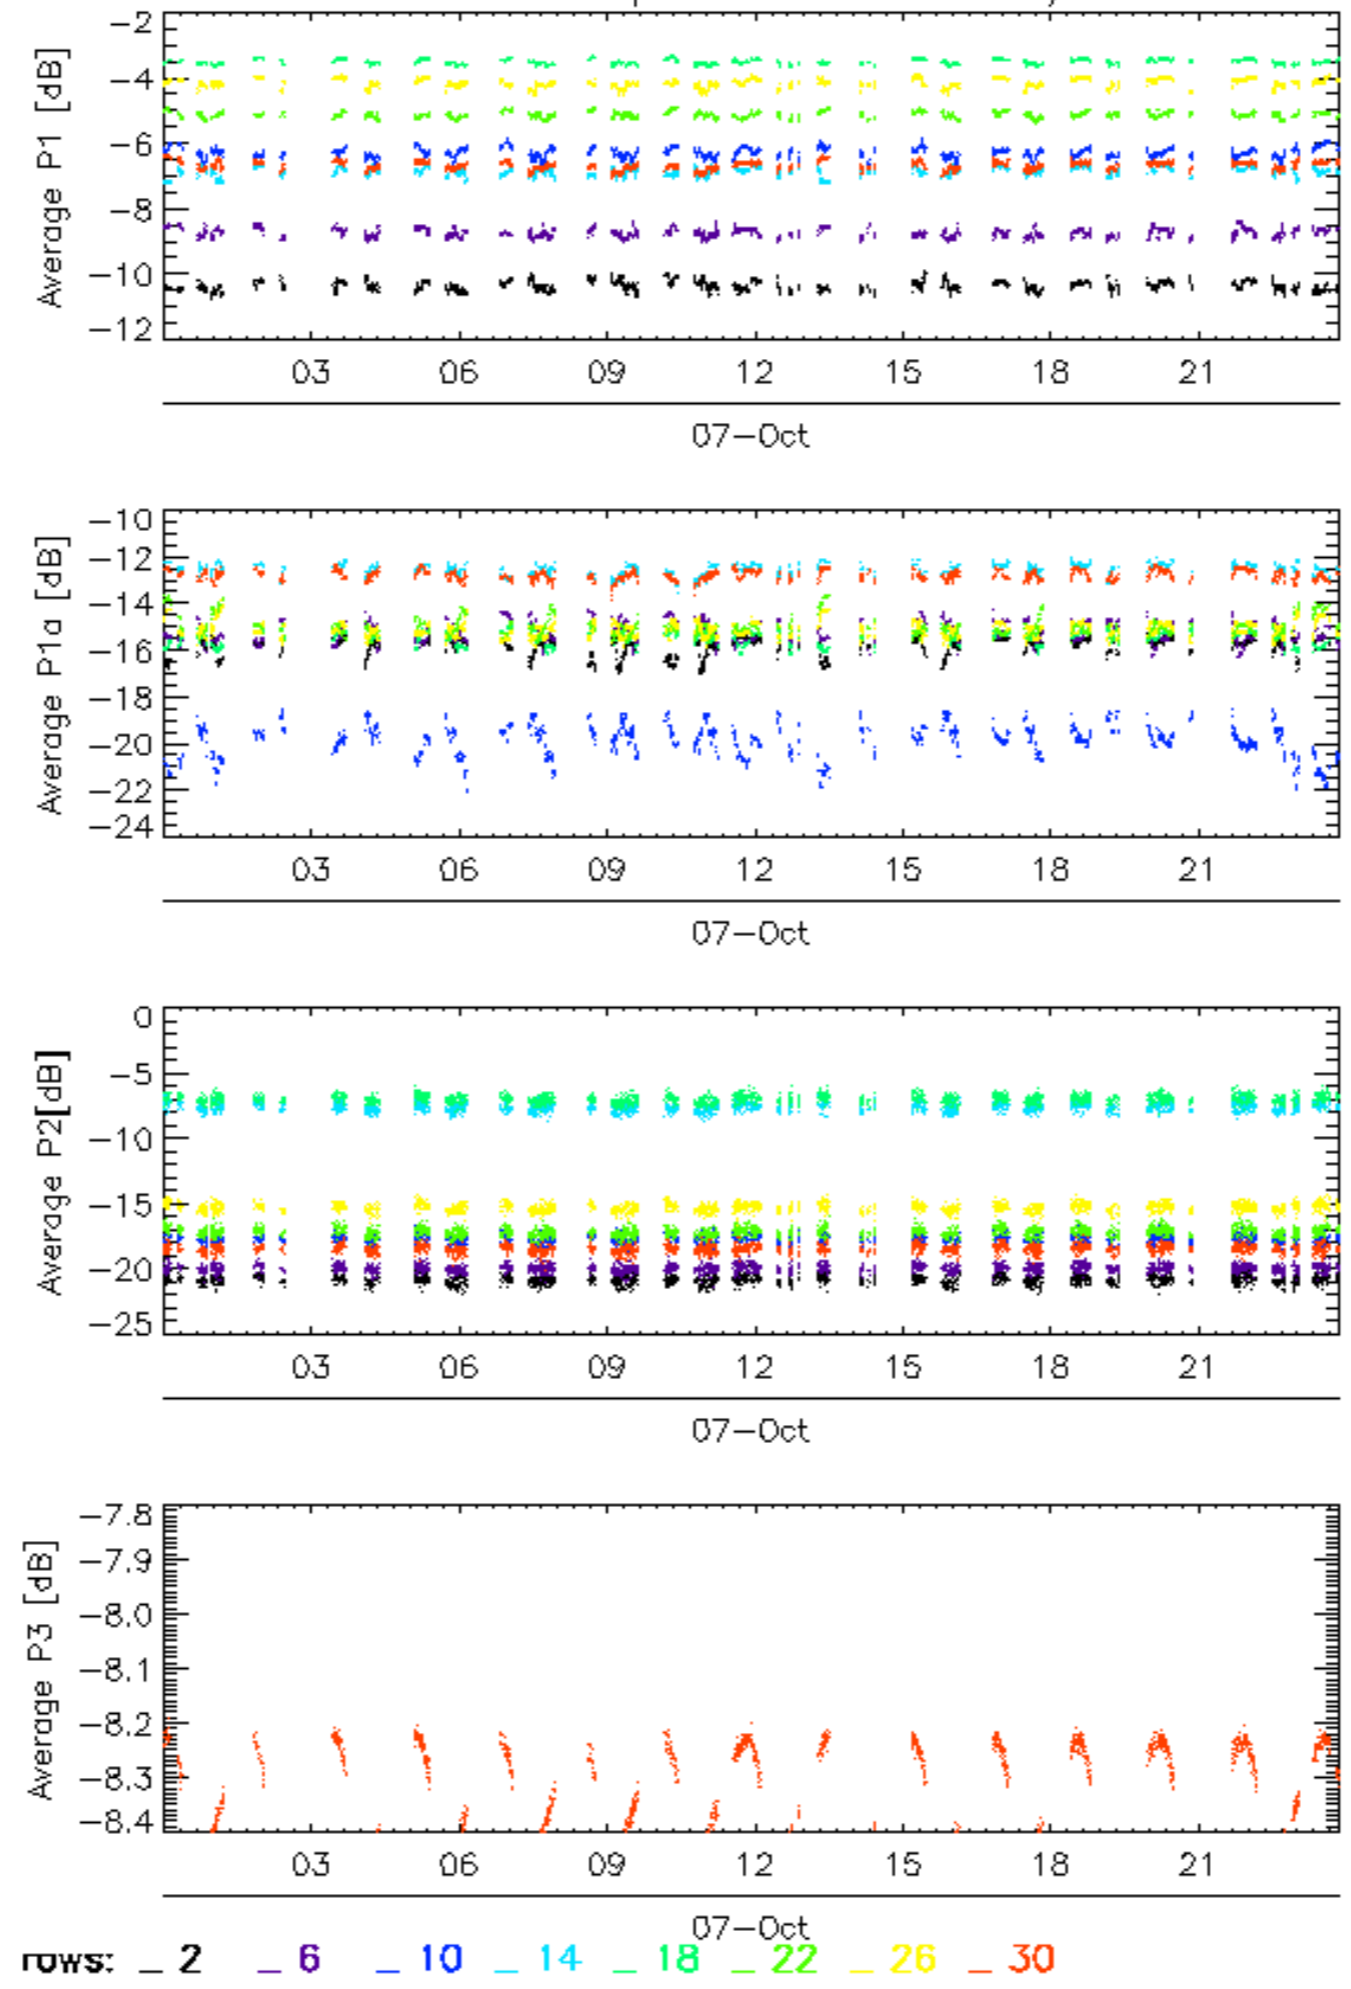 Average P1 [dB]
-2
-4
-6
-8
-10
-12
03 06 09 12 15 18 21
07-Oct
Average P1a [dB]
-10
-12
-14
-16
-18
-20
-22
-24
03 06 09 12 15 18 21
07-Oct
Average P2[dB]
0
-5
-10
-15
-20
-25
03 06 09 12 15 18 21
07-Oct
Average P3 [dB]
-7.8
-7.9
-8.0
-8.1
-8.2
-8.3
-8.4
03 06 09 12 15 18 21
07-Oct
rows: _ 2 _ 6 _ 10 _ 14 _ 18 _ 22 _ 26 _ 30